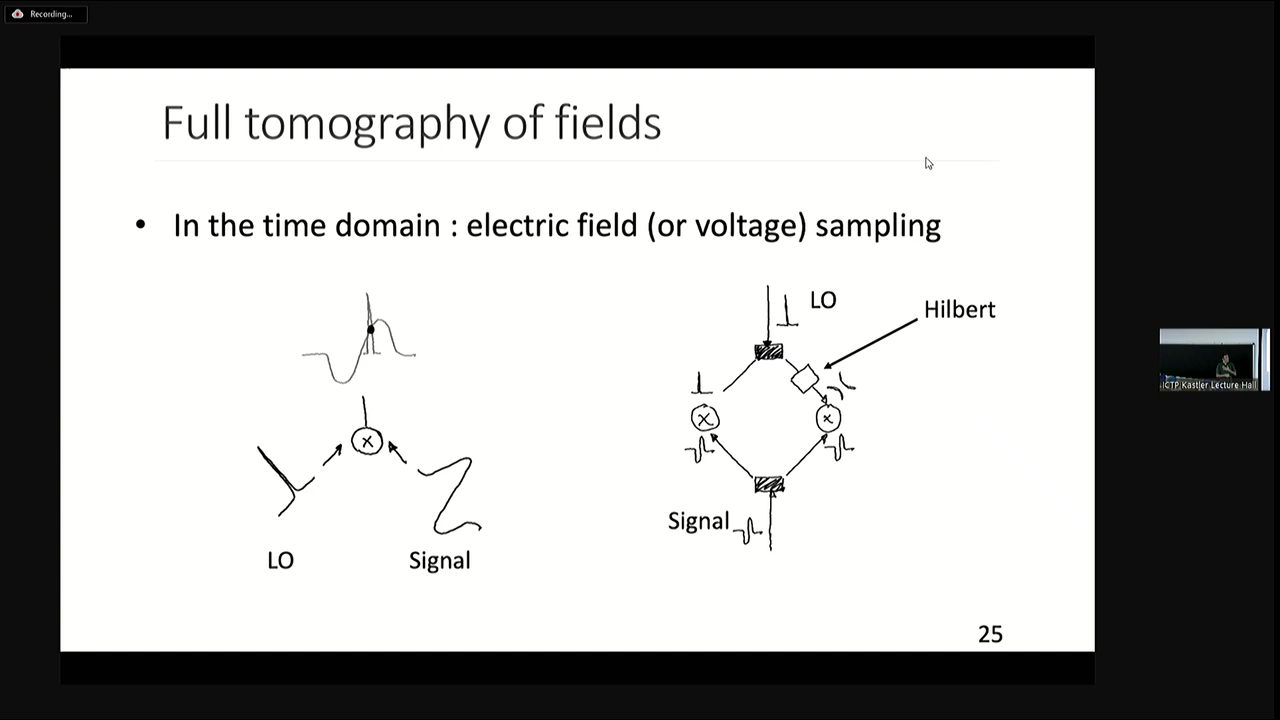 Recording...
Full tomography of fields
• In the time domain : electric field (or voltage) sampling
LO
Hilbert
X
X
X
Signal
LO
Signal
25
ICTP Kastler Lecture Hall